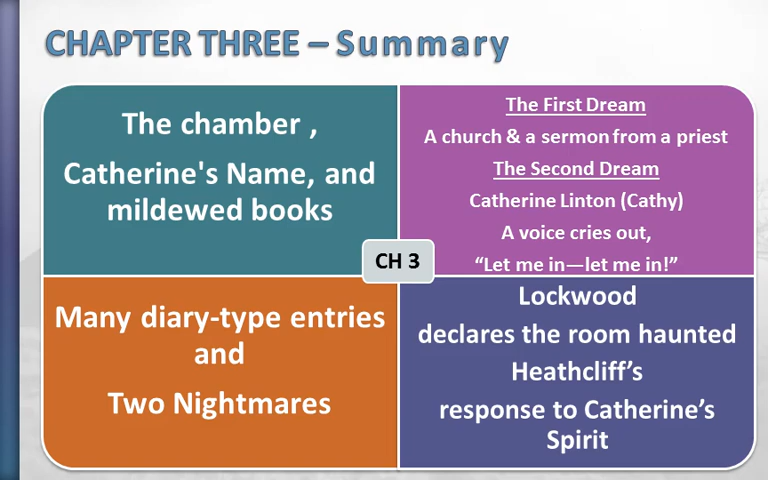 CHAPTER THREE – Summary
The chamber ,
Catherine's Name, and
mildewed books
The First Dream
A church & a sermon from a priest
The Second Dream
Catherine Linton (Cathy)
A voice cries out,
“Let me in—let me in!”
CH 3
Many diary-type entries
and
Two Nightmares
Lockwood
declares the room haunted
Heathcliff’s
response to Catherine’s
Spirit